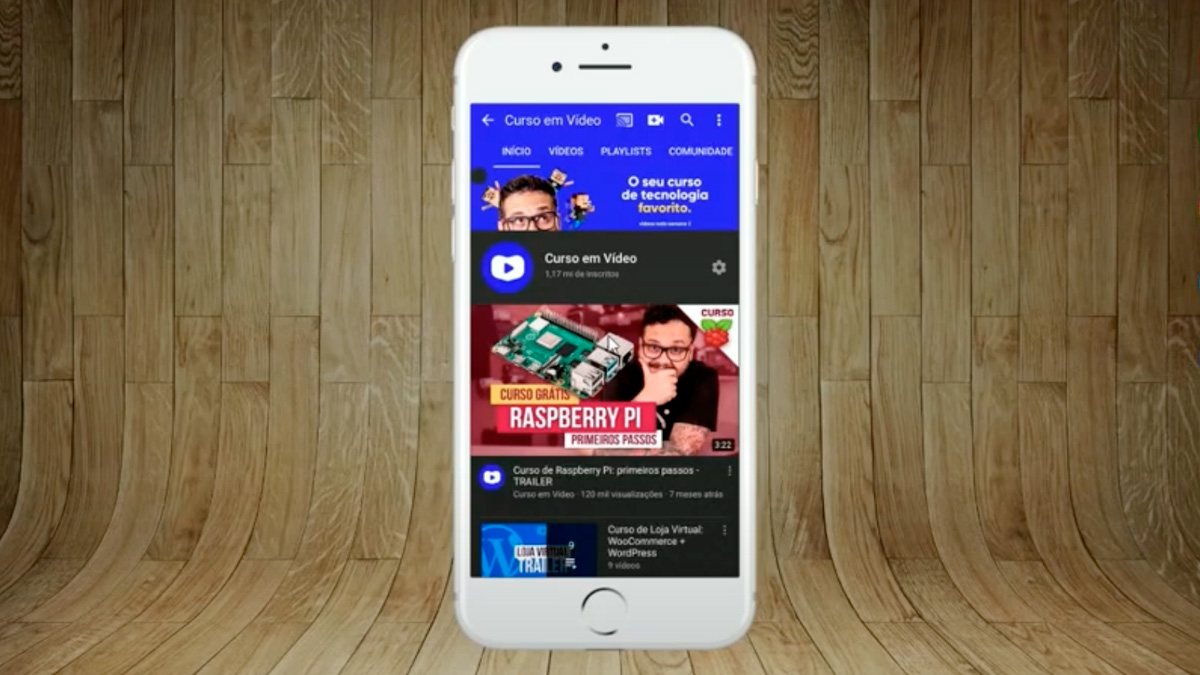 Curso em Vídeo
INÍCIO VÍDEOS PLAYLISTS COMUNIDADE
O seu curso
de tecnologia
favorito.
Curso em Vídeo
1,17 mi de inscritos
CURSO
CURSO GRÁTIS
RASPBERRY PI
PRIMEIROS PASSOS
3:22
Curso de Raspberry Pi: primeiros passos -
TRAILER
Curso em Vídeo · 120 mil visualizações · 7 meses atrás
LOJA VIRTUAL
TRAILER
9
Curso de Loja Virtual:
WooCommerce +
WordPress
9 vídeos